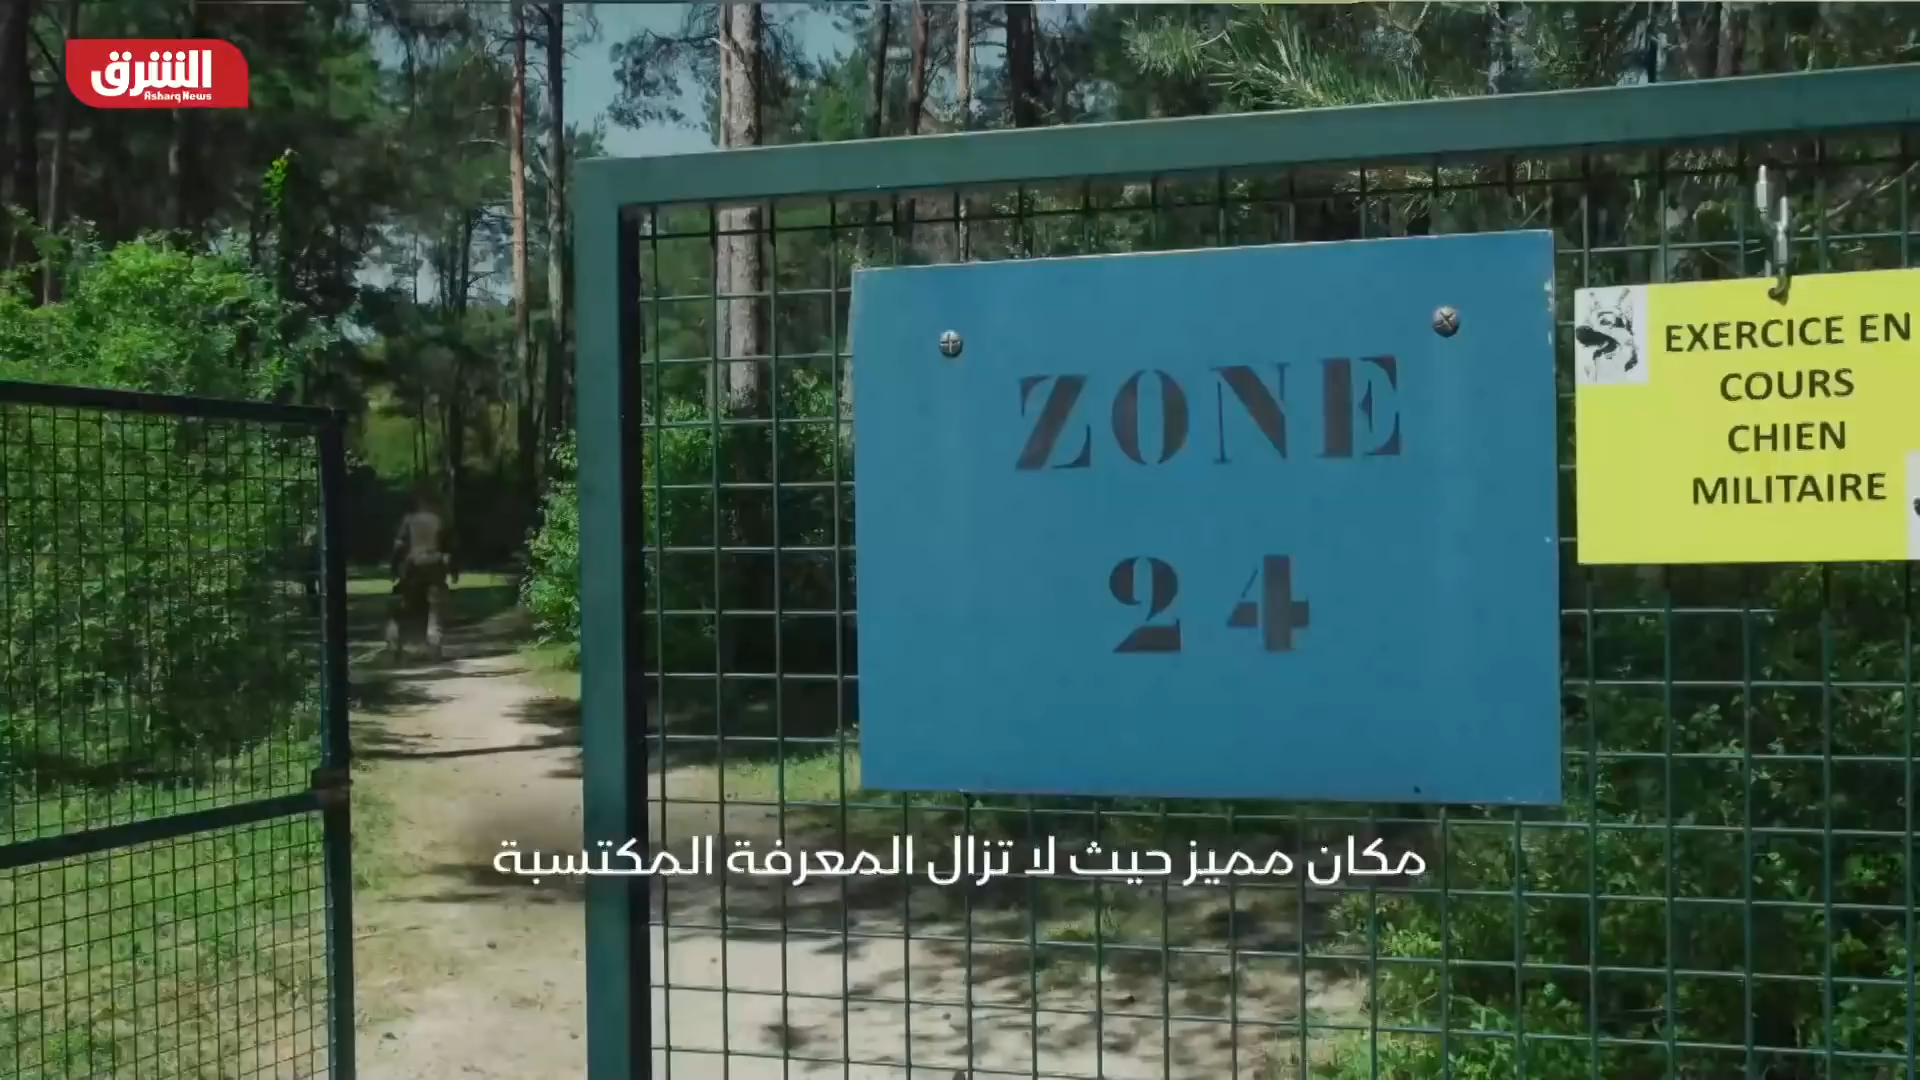 الشرق
Asharq News
ZONE
24
EXERCICE EN
COURS
CHIEN
MILITAIRE
مكان مميز حيث لا تزال المعرفة المكتسبة